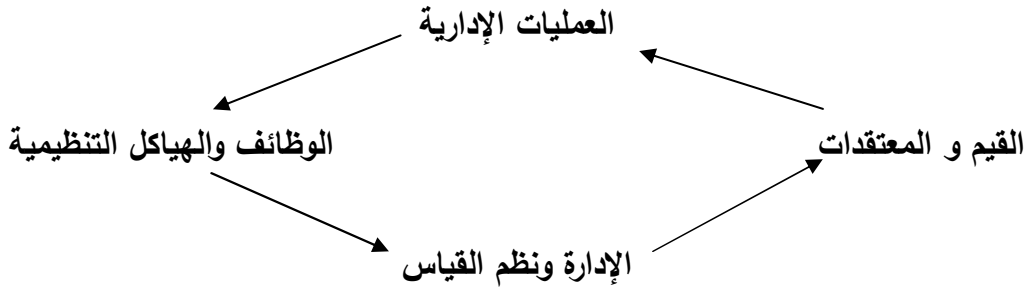 العمليات الإدارية
القيم و المعتقدات
الوظائف والهياكل التنظيمية
الإدارة ونظم القياس